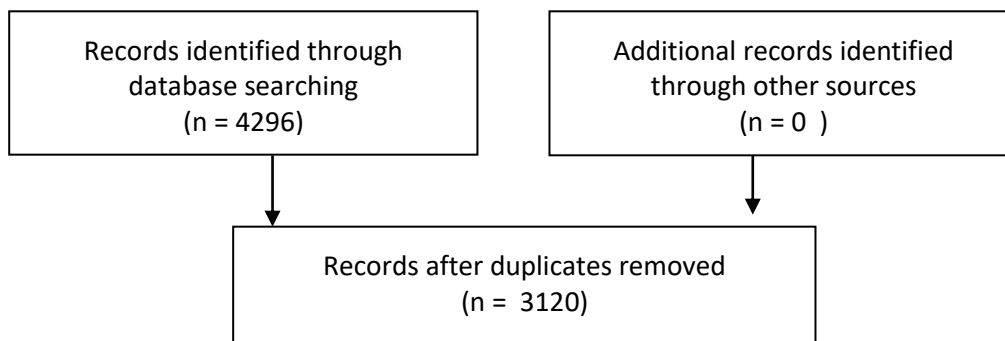 Records identified through
database searching
(n = 4296)
Additional records identified
through other sources
(n = 0  )
Records after duplicates removed
(n =  3120)